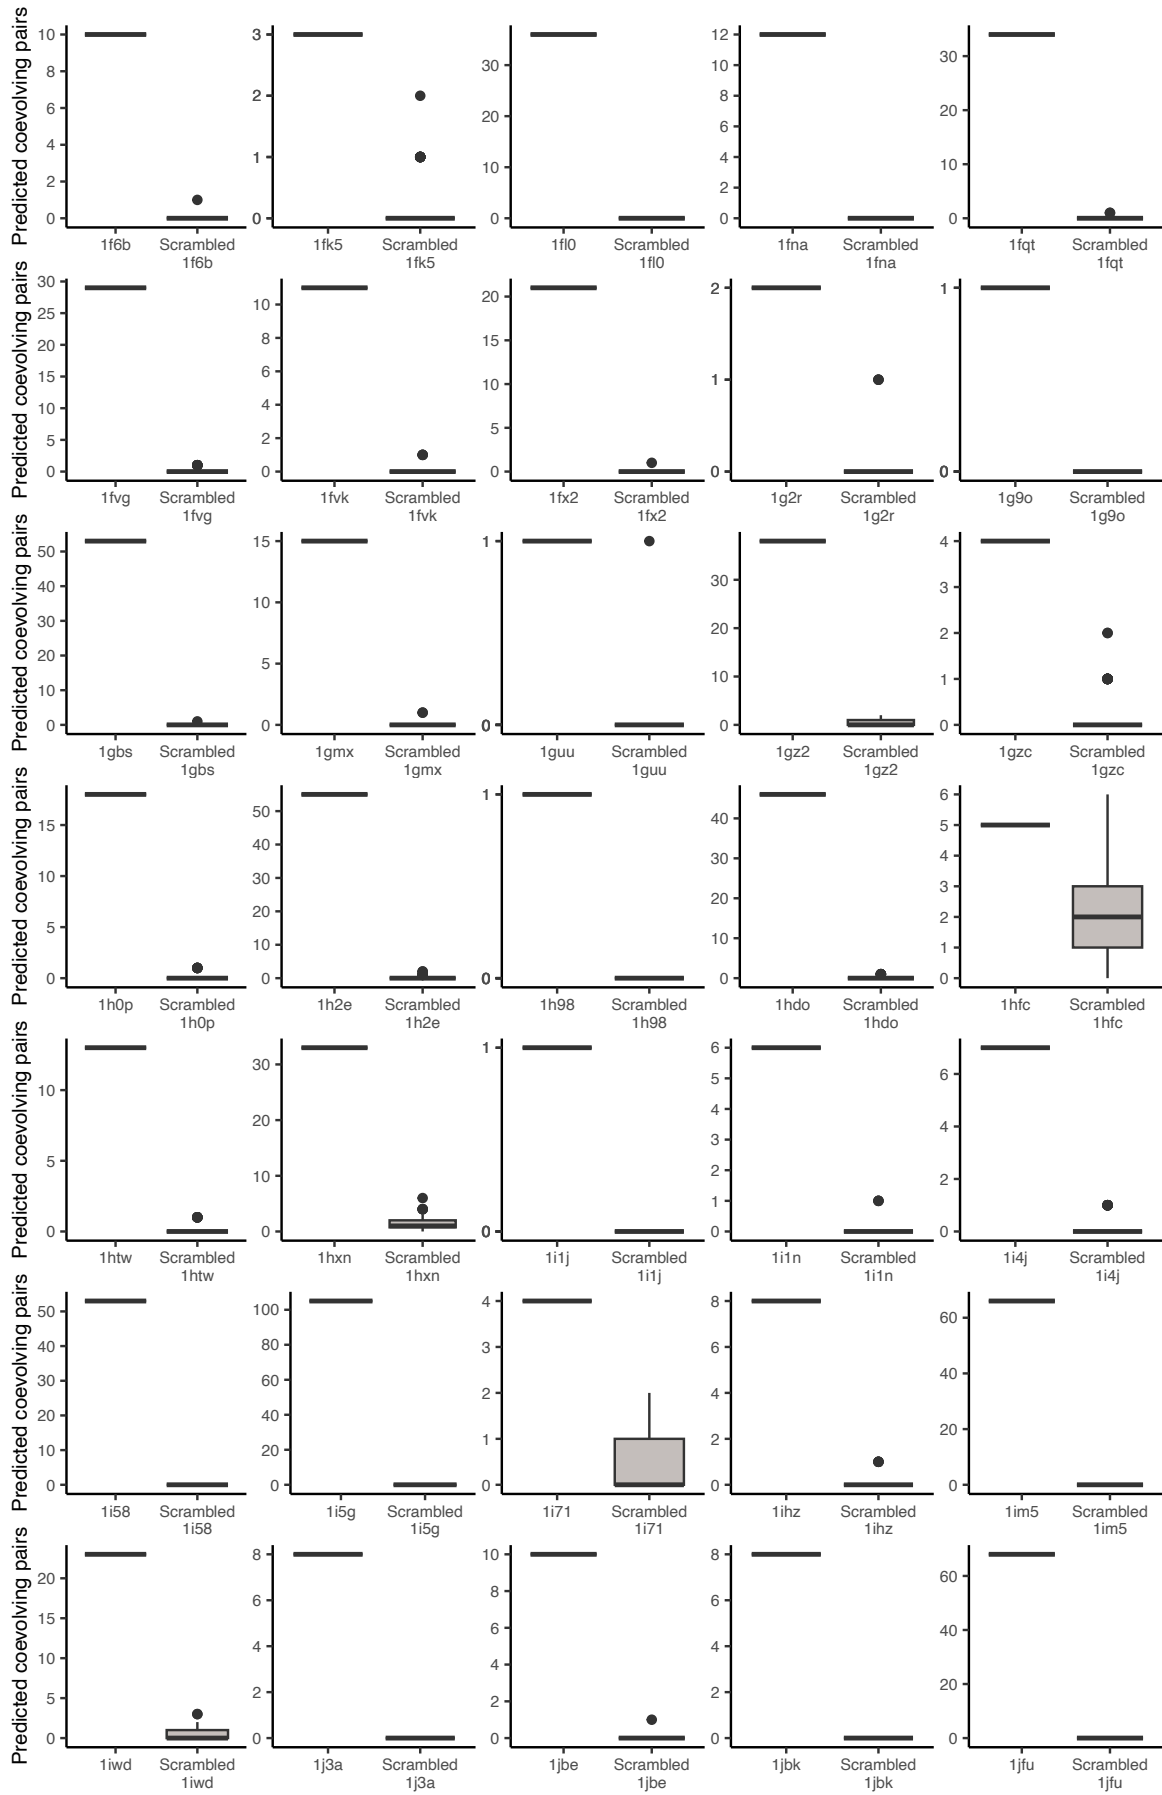 Predicted coevolving pairs
10 8 6 4 2 0
3 2 1 0
30 20 10 0
12 10 8 6 4 2 0
30 20 10 0
1f6b Scrambled 1fk5 Scrambled 1fl0 Scrambled 1fna Scrambled 1fqt Scrambled
1f6b 1fk5 1fl0 1fna 1fqt
Predicted coevolving pairs
30 25 20 15 10 5 0
10 8 6 4 2 0
20 15 10 5 0
2 1 0
1 0
1fvg Scrambled 1fvk Scrambled 1fx2 Scrambled 1g2r Scrambled 1g9o Scrambled
1fvg 1fvk 1fx2 1g2r 1g9o
Predicted coevolving pairs
50 40 30 20 10 0
15 10 5 0
1 0
30 20 10 0
4 3 2 1 0
1gbs Scrambled 1gmx Scrambled 1guu Scrambled 1gz2 Scrambled 1gzc Scrambled
1gbs 1gmx 1guu 1gz2 1gzc
Predicted coevolving pairs
15 10 5 0
50 40 30 20 10 0
1 0
40 30 20 10 0
6 5 4 3 2 1 0
1h0p Scrambled 1h2e Scrambled 1h98 Scrambled 1hdo Scrambled 1hfc Scrambled
1h0p 1h2e 1h98 1hdo 1hfc
Predicted coevolving pairs
10 5 0
30 20 10 0
1 0
6 5 4 3 2 1 0
6 4 2 0
1htw Scrambled 1hxn Scrambled 1i1j Scrambled 1i1n Scrambled 1i4j Scrambled
1htw 1hxn 1i1j 1i1n 1i4j
Predicted coevolving pairs
50 40 30 20 10 0
100 80 60 40 20 0
4 3 2 1 0
8 6 4 2 0
60 40 20 0
1i58 Scrambled 1i5g Scrambled 1i71 Scrambled 1ihz Scrambled 1im5 Scrambled
1i58 1i5g 1i71 1ihz 1im5
Predicted coevolving pairs
20 15 10 5 0
8 6 4 2 0
10 8 6 4 2 0
8 6 4 2 0
60 40 20 0
1iwd Scrambled 1j3a Scrambled 1jbe Scrambled 1jbk Scrambled 1jfu Scrambled
1iwd 1j3a 1jbe 1jbk 1jfu